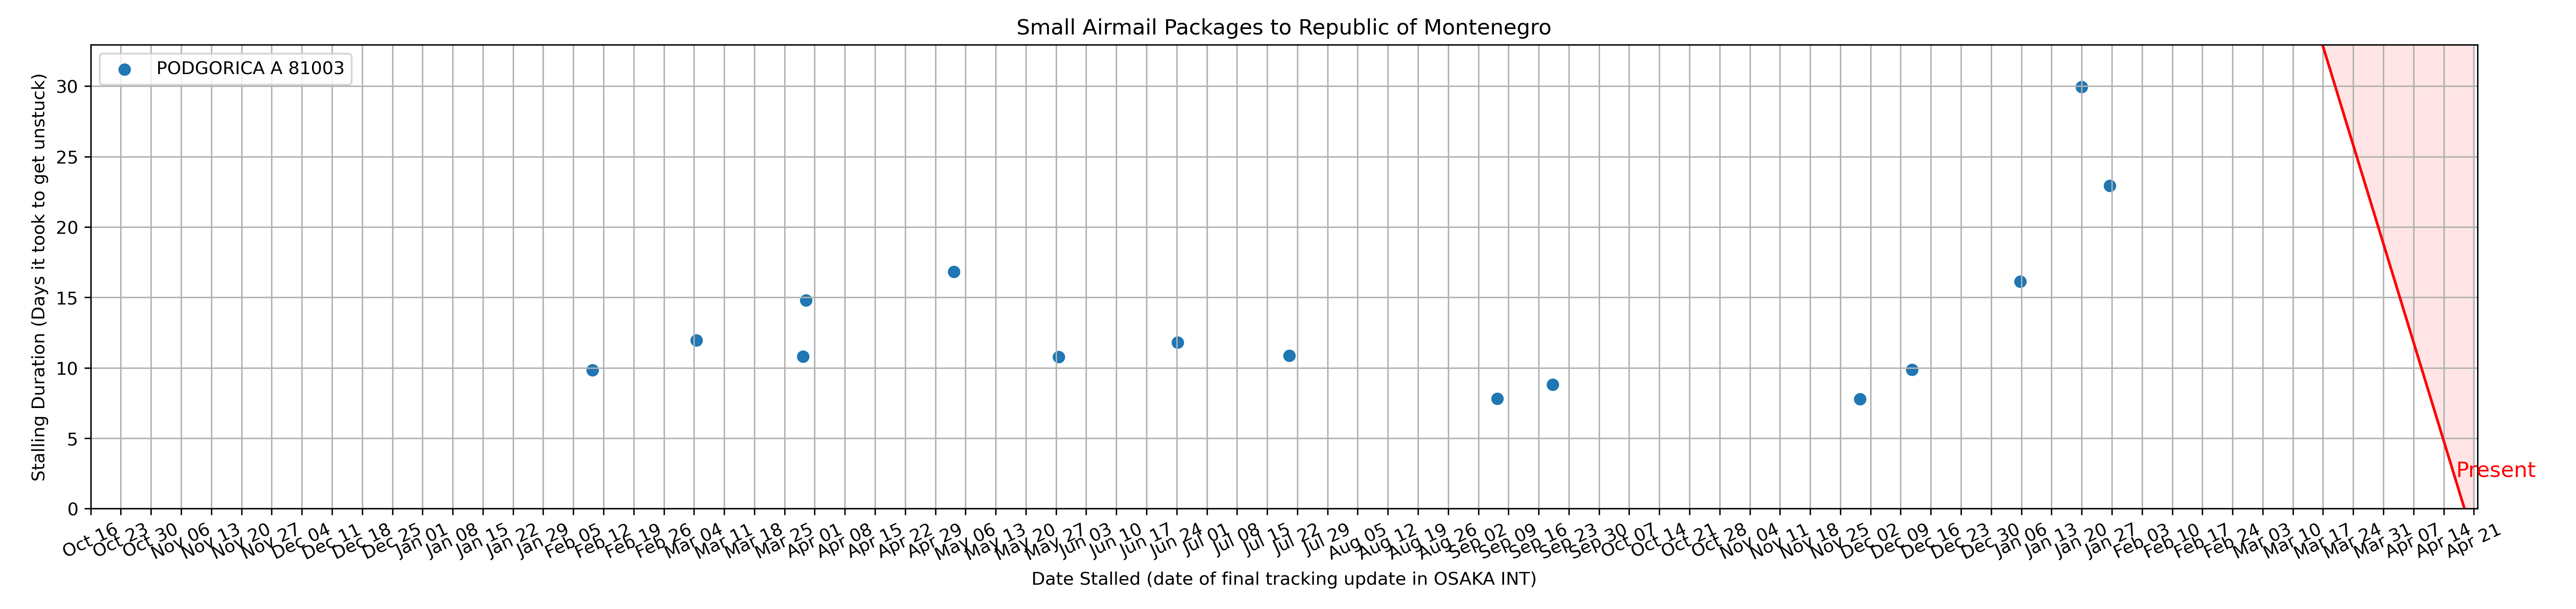 Small Airmail Packages to Republic of Montenegro
PODGORICA A 81003
Stalling Duration (Days it took to get unstuck)
30
25
20
15
10
5
0
Present
Oct 16 Oct 23 Oct 30 Nov 06 Nov 13 Nov 20 Nov 27 Dec 04 Dec 11 Dec 18 Dec 25 Jan 01 Jan 08 Jan 15 Jan 22 Jan 29 Feb 05 Feb 12 Feb 19 Feb 26 Mar 04 Mar 11 Mar 18 Mar 25 Apr 01 Apr 08 Apr 15 Apr 22 Apr 29 May 06 May 13 May 20 May 27 Jun 03 Jun 10 Jun 17 Jun 24 Jul 01 Jul 08 Jul 15 Jul 22 Jul 29 Aug 05 Aug 12 Aug 19 Aug 26 Sep 02 Sep 09 Sep 16 Sep 23 Sep 30 Oct 07 Oct 14 Oct 21 Oct 28 Nov 04 Nov 11 Nov 18 Nov 25 Dec 02 Dec 09 Dec 16 Dec 23 Dec 30 Jan 06 Jan 13 Jan 20 Jan 27 Feb 03 Feb 10 Feb 17 Feb 24 Mar 03 Mar 10 Mar 17 Mar 24 Mar 31 Apr 07 Apr 14 Apr 21
Date Stalled (date of final tracking update in OSAKA INT)